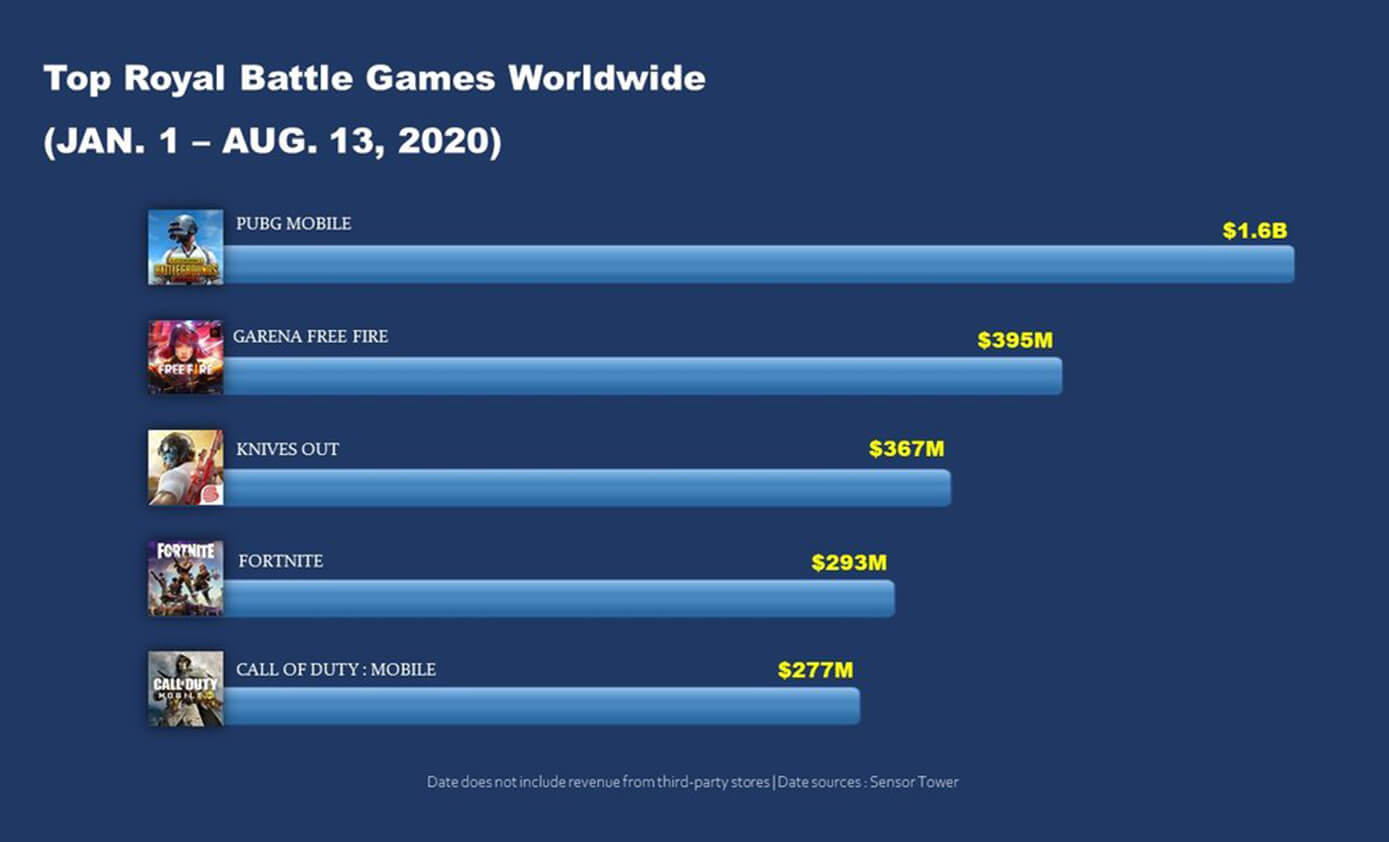 Top Royal Battle Games Worldwide
(JAN. 1 – AUG. 13, 2020)
PUBG MOBILE
$1.6B
BATTLEGROUNDS
GARENA FREE FIRE
$395M
FREE FIRE
KNIVES OUT
$367M
FORTNITE
FORTNITE
$293M
CALL OF DUTY : MOBILE
$277M
CALL OF DUTY
MOBILE
Date does not include revenue from third-party stores | Date sources : Sensor Tower